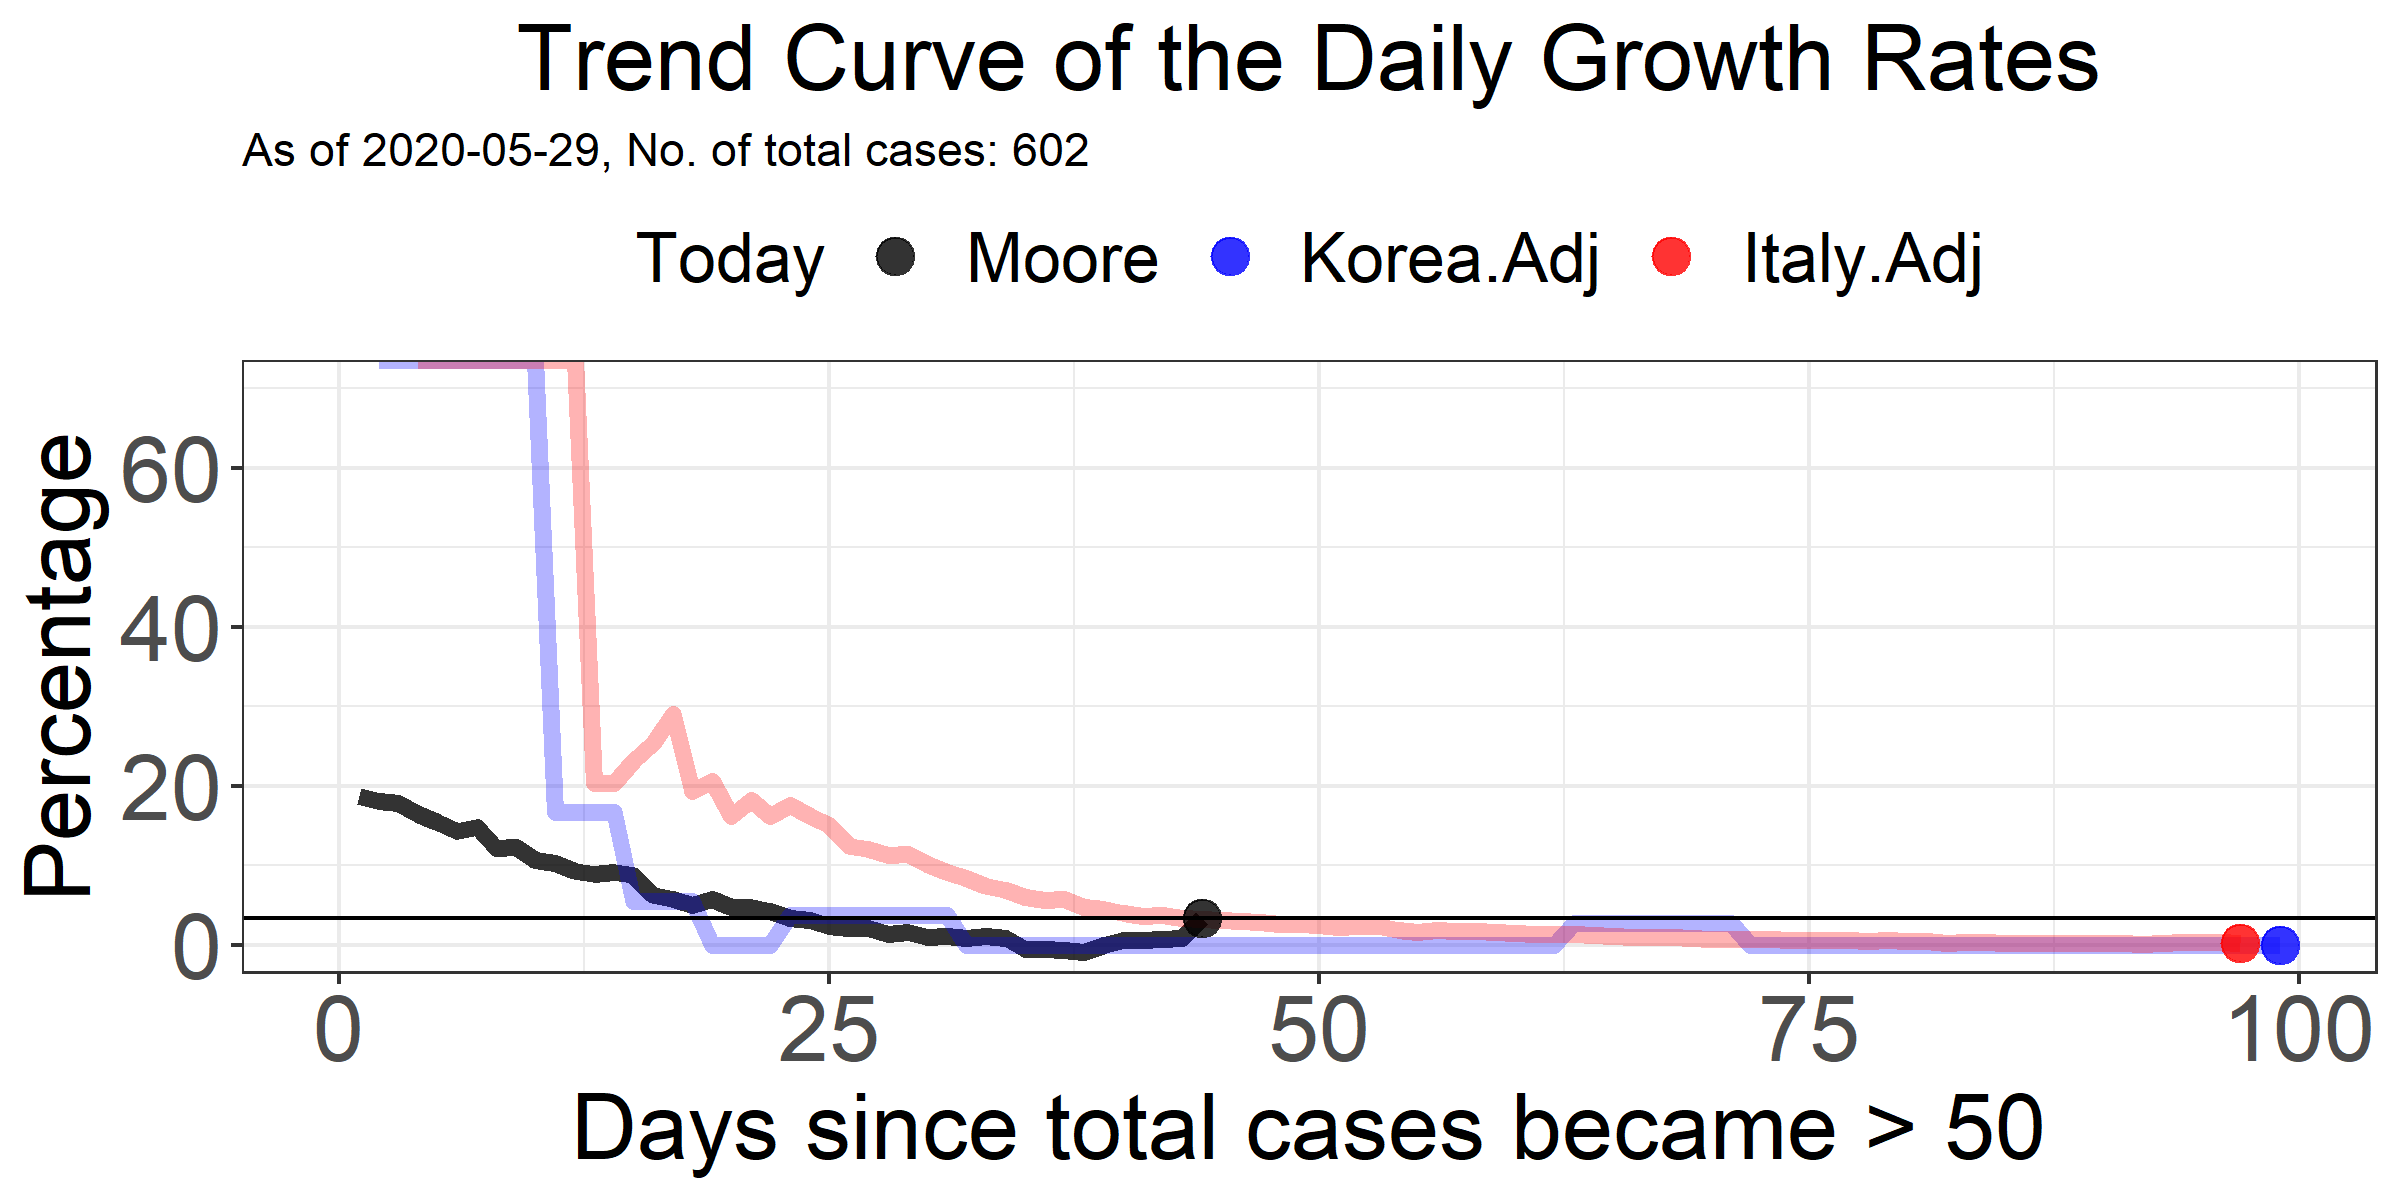 Trend Curve of the Daily Growth Rates
As of 2020-05-29, No. of total cases: 602
Today Moore Korea.Adj Italy.Adj
Percentage
60
40
20
0
0 25 50 75 100
Days since total cases became > 50